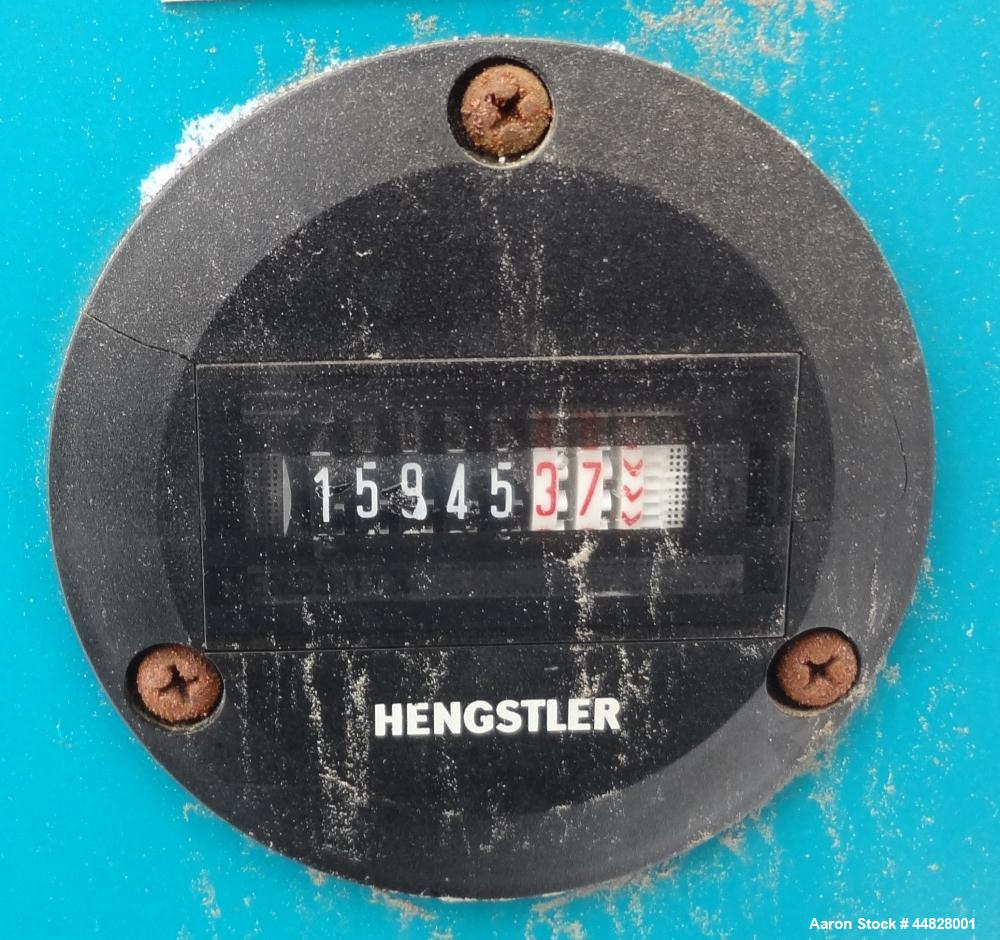 1594537
HENGSTLER
Aaron Stock # 44828001